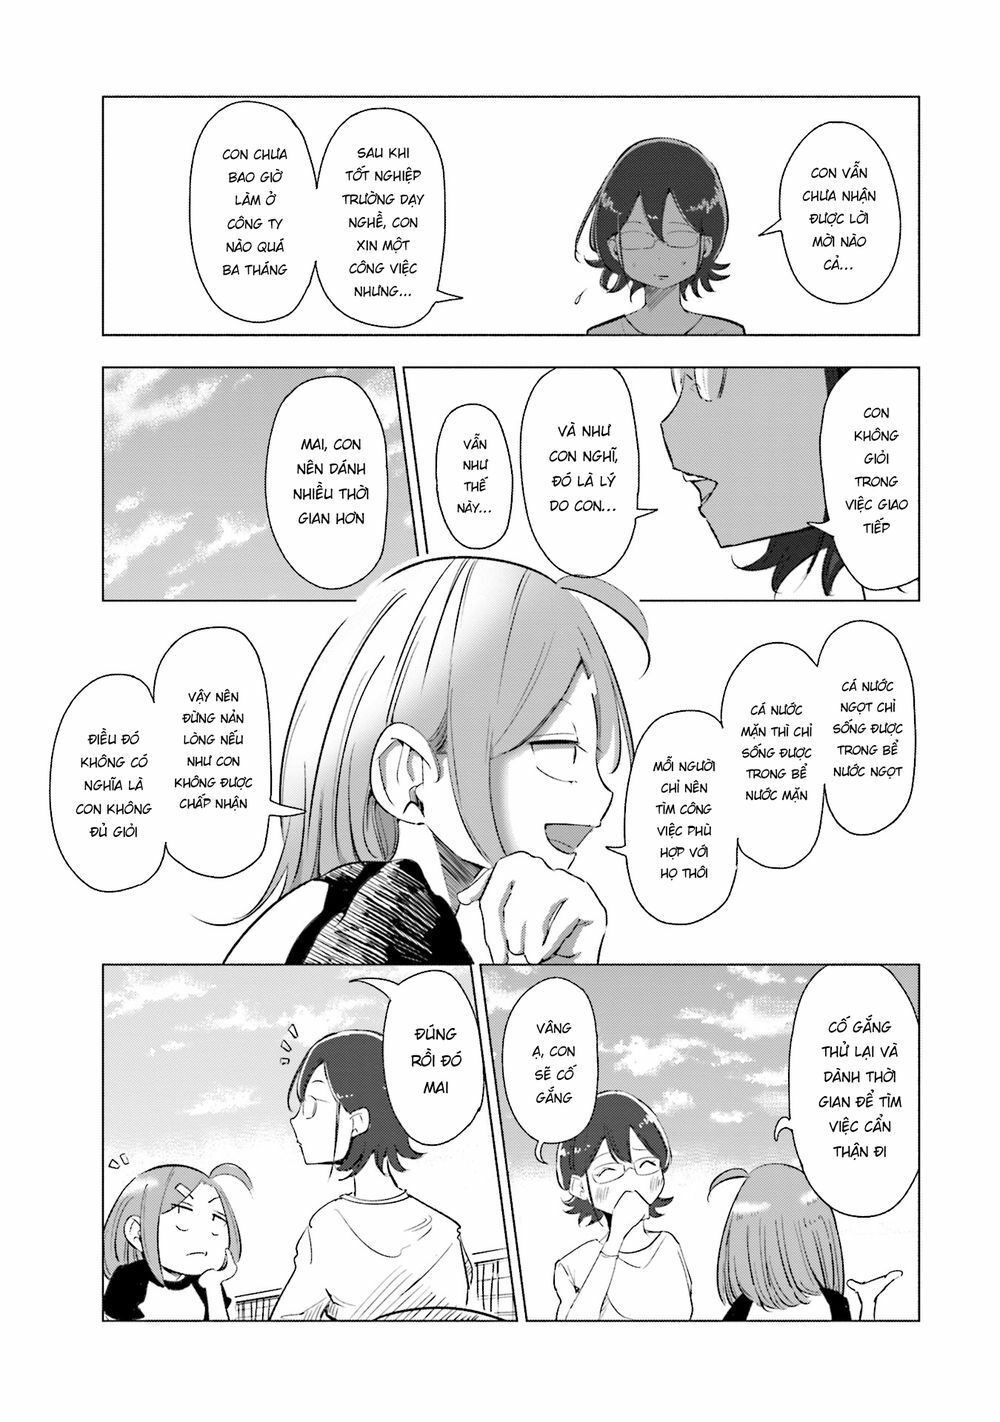 CON VẪN
CHƯA NHẬN
ĐƯỢC LỜI
MỜI NÀO
CẢ...
SAU KHI
TỐT NGHIỆP
TRƯỜNG DẠY
NGHỀ, CON
XIN MỘT
CÔNG VIỆC
NHƯNG...
CON CHƯA
BAO GIỜ
LÀM Ở
CÔNG TY
NÀO QUÁ
BA THÁNG
CON
KHÔNG
GIỎI
TRONG
VIỆC GIAO
TIẾP
VÀ NHƯ
CON NGHĨ,
ĐÓ LÀ LÝ
DO CON...
VẪN
NHƯ
THẾ
NÀY...
MAI, CON
NÊN DÁNH
NHIỀU THỜI
GIAN HƠN
CÁ NƯỚC
NGỌT CHỈ
SỐNG ĐƯỢC
TRONG BỂ
NƯỚC NGỌT
CÁ NƯỚC
MẶN THÌ CHỈ
SỐNG ĐƯỢC
TRONG BỂ
NƯỚC MẶN
MỖI NGƯỜI
CHỈ NÊN
TÌM CÔNG
VIỆC PHÙ
HỢP VỚI
HỌ THÔI
VẬY NÊN
ĐỪNG NẢN
LÒNG NẾU
NHƯ CON
KHÔNG ĐƯỢC
CHẤP NHẬN
ĐIỀU ĐÓ
KHÔNG CÓ
NGHĨA LÀ
CON KHÔNG
ĐỦ GIỎI
CỐ GẮNG
THỬ LẠI VÀ
DÀNH THỜI
GIAN ĐỂ TÌM
VIỆC CẨN
THẬN ĐI
VÂNG
Ạ, CON
SẼ CỐ
GẮNG
ĐÚNG
RỒI ĐÓ
MAI